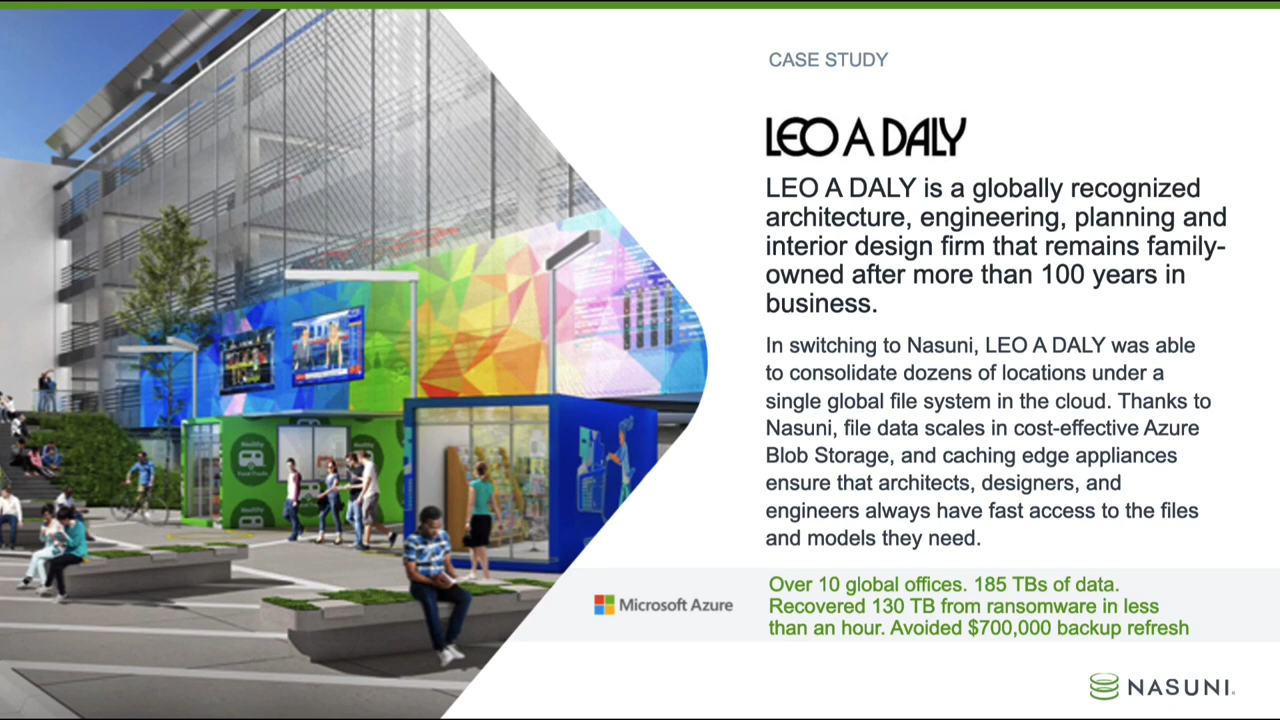 CASE STUDY
LEO A DALY
LEO A DALY is a globally recognized
architecture, engineering, planning and
interior design firm that remains family-
owned after more than 100 years in
business.
In switching to Nasuni, LEO A DALY was able
to consolidate dozens of locations under a
single global file system in the cloud. Thanks to
Nasuni, file data scales in cost-effective Azure
Blob Storage, and caching edge appliances
ensure that architects, designers, and
engineers always have fast access to the files
and models they need.
Microsoft Azure
Over 10 global offices. 185 TBs of data.
Recovered 130 TB from ransomware in less
than an hour. Avoided $700,000 backup refresh
NASUNI